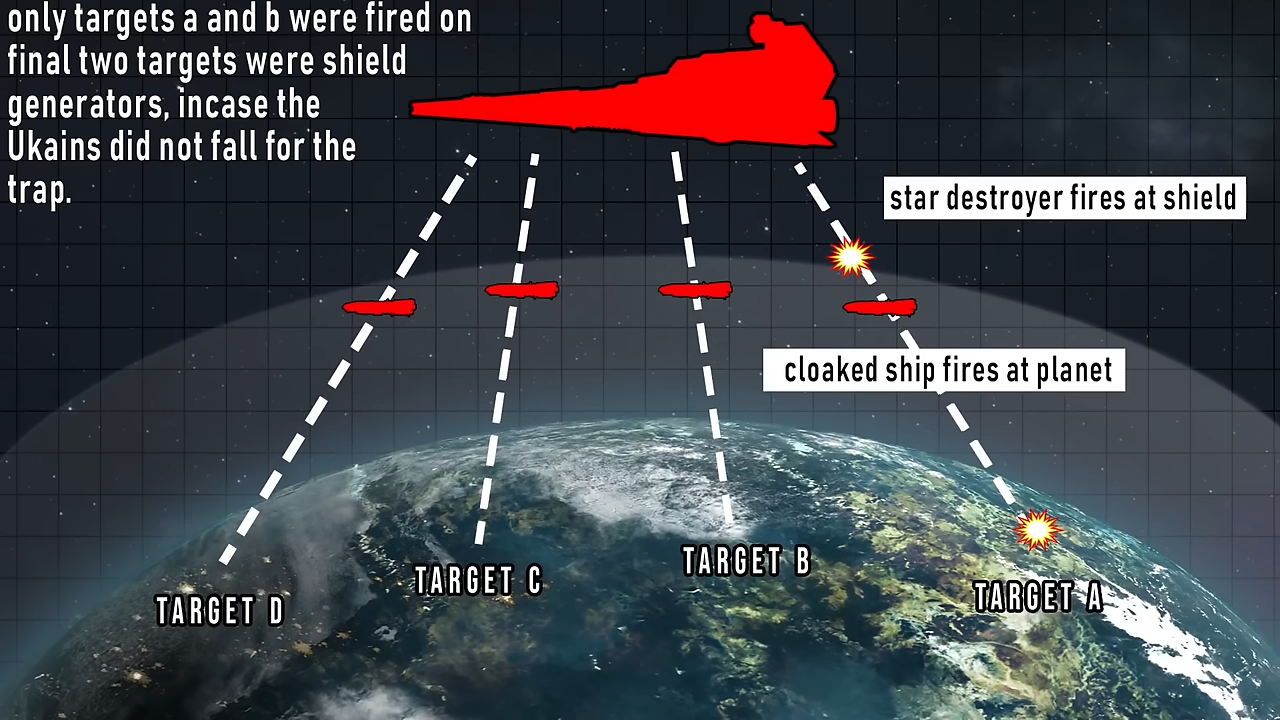 only targets a and b were fired on
final two targets were shield
generators, incase the
Ukains did not fall for the
trap.
star destroyer fires at shield
cloaked ship fires at planet
TARGET B
TARGET C
TARGET A
TARGET D